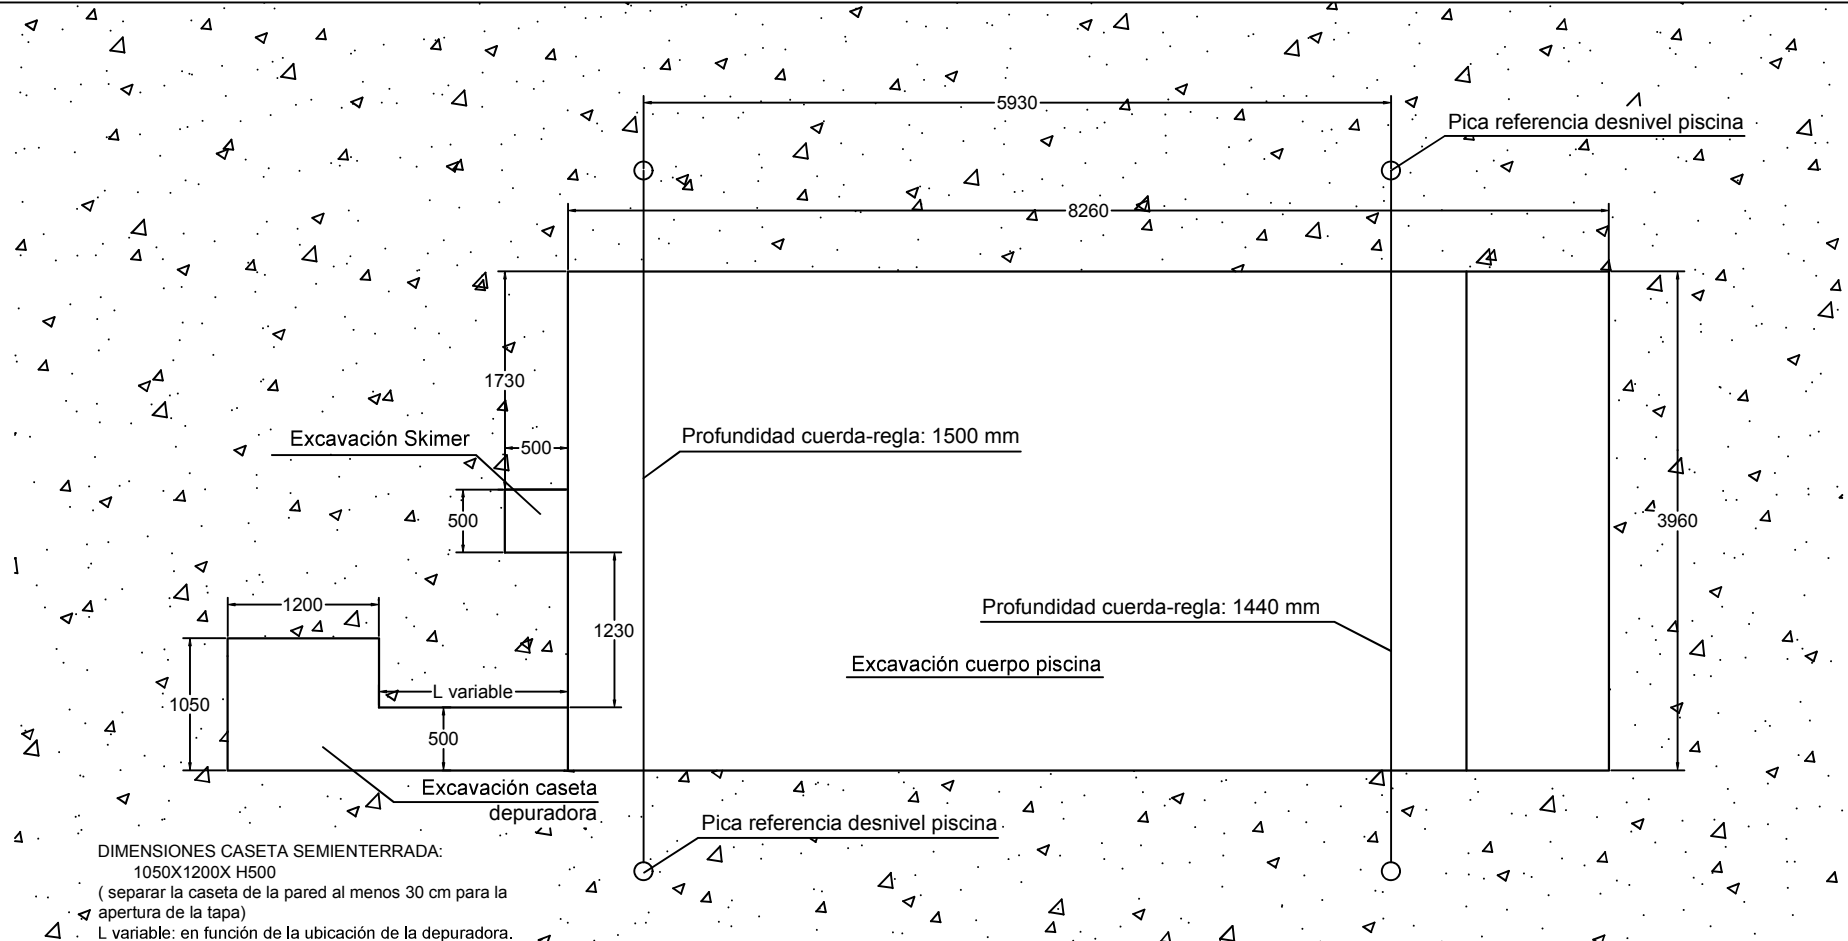 5930
Pica referencia desnivel piscina
8260
1730
Excavación Skimer
500
Profundidad cuerda-regla: 1500 mm
500
3960
1200
Profundidad cuerda-regla: 1440 mm
1230
Excavación cuerpo piscina
L variable
1050
500
Excavación caseta
depuradora
Pica referencia desnivel piscina
DIMENSIONES CASETA SEMIENTERRADA:
1050X1200X H500
( separar la caseta de la pared al menos 30 cm para la
apertura de la tapa)
L variable: en función de la ubicación de la depuradora.